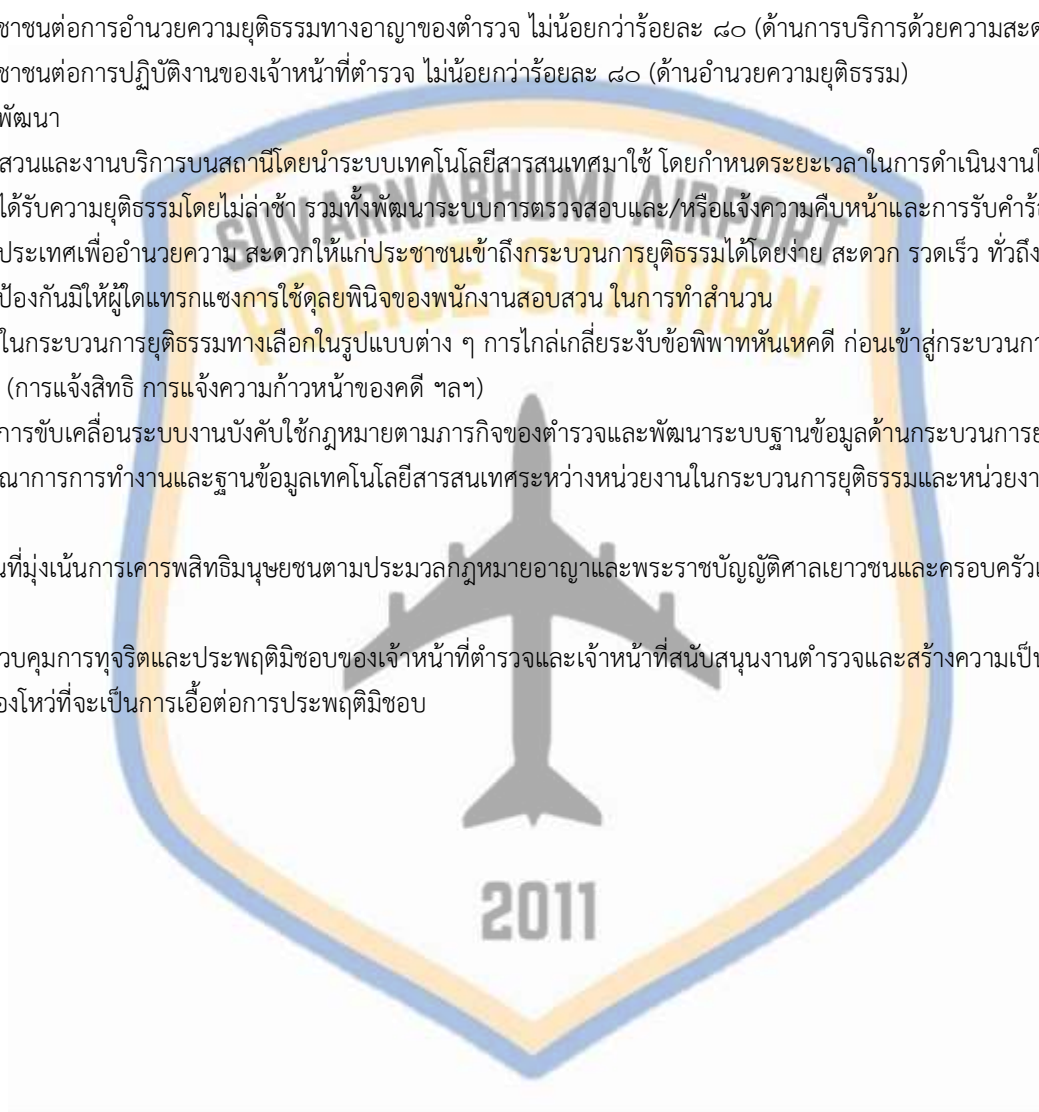 ชาชนต่อการอำนวยความยุติธรรมทางอาญาของตำรวจ ไม่น้อยกว่าร้อยละ ๘๐ (ด้านการบริการด้วยความสะด
ชาชนต่อการปฏิบัติงานของเจ้าหน้าที่ตำรวจ ไม่น้อยกว่าร้อยละ ๘๐ (ด้านอำนวยความยุติธรรม)
พัฒนา
สวนและงานบริการบนสถานีโดยนำระบบเทคโนโลยีสารสนเทศมาใช้ โดยกำหนดระยะเวลาในการดำเนินงานใ
ได้รับความยุติธรรมโดยไม่ล่าช้า รวมทั้งพัฒนาระบบการตรวจสอบและ/หรือแจ้งความคืบหน้าและการรับคำร้อ
ประเทศเพื่ออำนวยความ สะดวกให้แก่ประชาชนเข้าถึงกระบวนการยุติธรรมได้โดยง่าย สะดวก รวดเร็ว ทั่วถึง
ป้องกันมิให้ผู้ใดแทรกแซงการใช้ดุลยพินิจของพนักงานสอบสวน ในการทำสำนวน
ในกระบวนการยุติธรรมทางเลือกในรูปแบบต่าง ๆ การไกล่เกลี่ยระงับข้อพิพาทหันเหคดี ก่อนเข้าสู่กระบวนกา
(การแจ้งสิทธิ การแจ้งความก้าวหน้าของคดี ฯลฯ)
การขับเคลื่อนระบบงานบังคับใช้กฎหมายตามภารกิจของตำรวจและพัฒนาระบบฐานข้อมูลด้านกระบวนการย
ณาการการทำงานและฐานข้อมูลเทคโนโลยีสารสนเทศระหว่างหน่วยงานในกระบวนการยุติธรรมและหน่วยงา
นที่มุ่งเน้นการเคารพสิทธิมนุษยชนตามประมวลกฎหมายอาญาและพระราชบัญญัติศาลเยาวชนและครอบครัวแ
วบคุมการทุจริตและประพฤติมิชอบของเจ้าหน้าที่ตำรวจและเจ้าหน้าที่สนับสนุนงานตำรวจและสร้างความเป็น
องโหว่ที่จะเป็นการเอื้อต่อการประพฤติมิชอบ
SUVARNABHUMI AIRPORT
POLICE STATION
2011